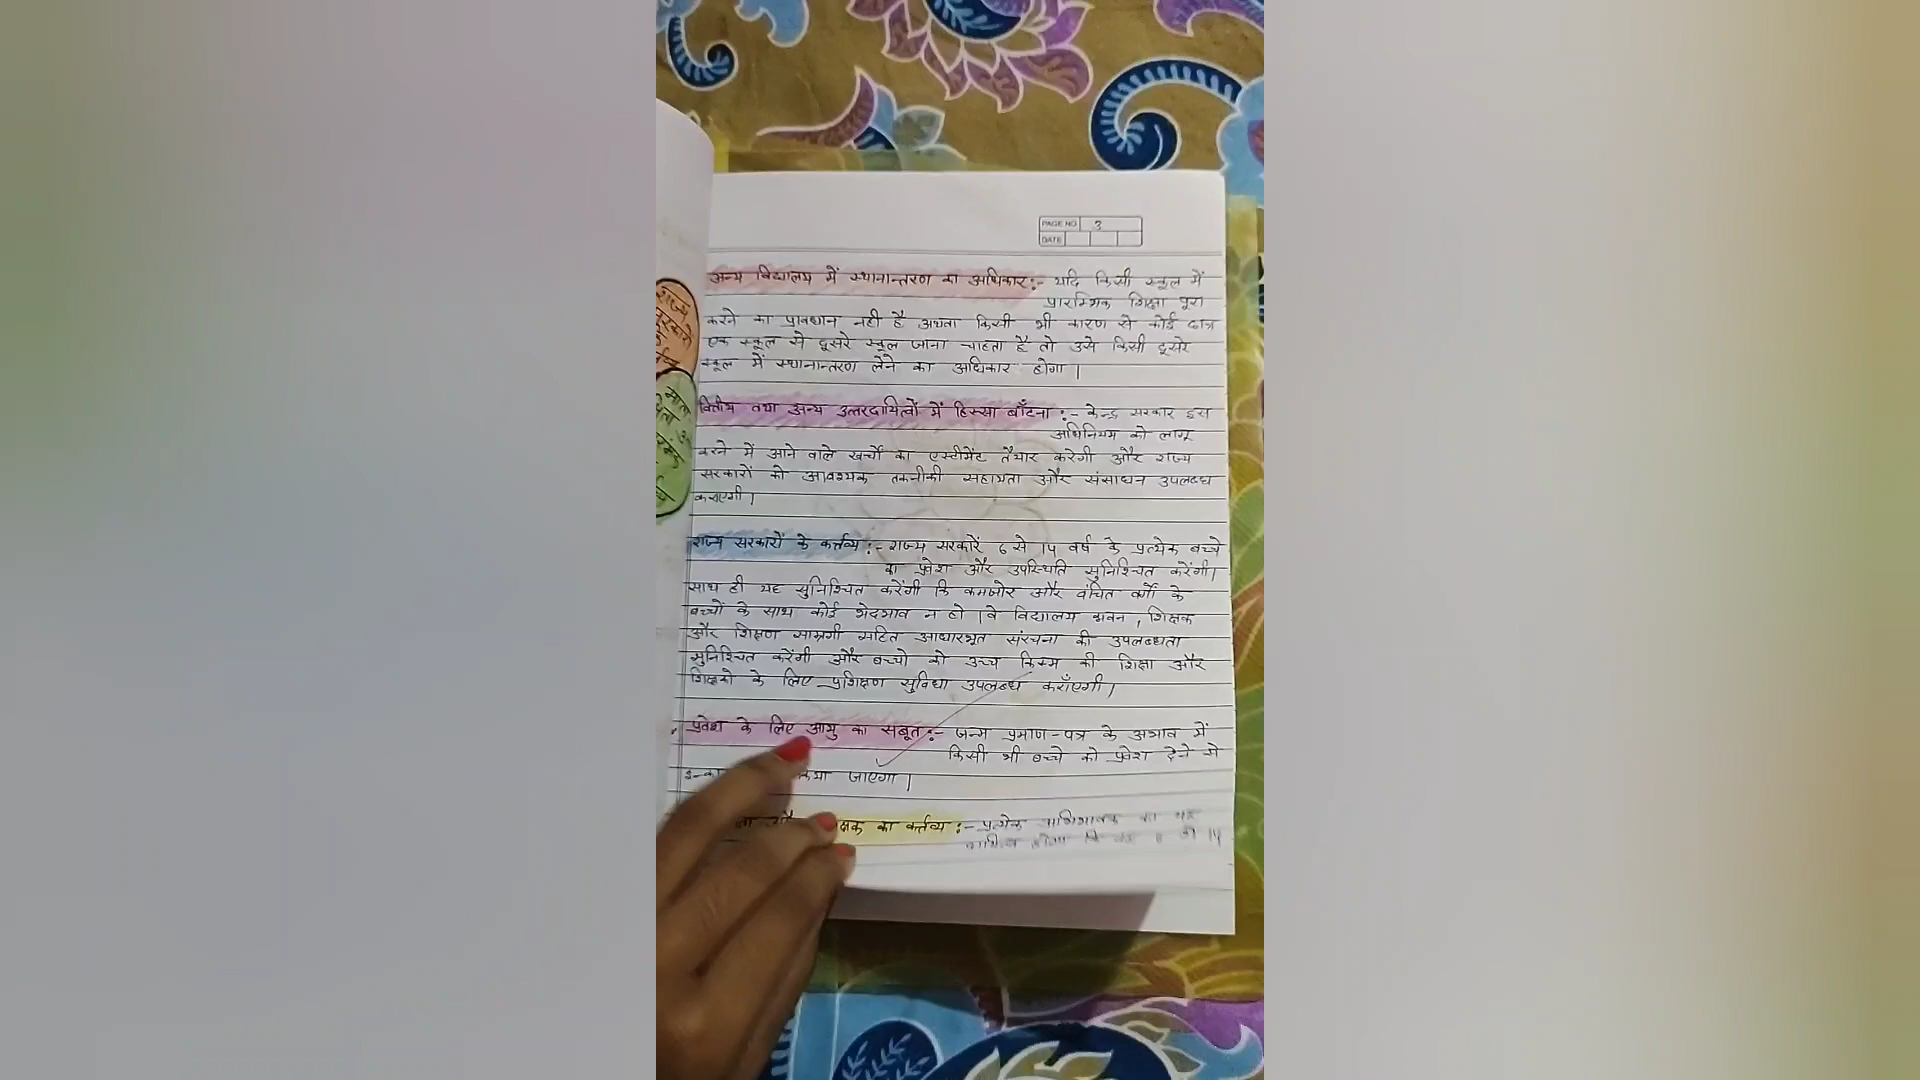 PAGE NO. 3
DATE
अन्य विद्यालय में स्थानान्तरण का अधिकार :- यदि किसी स्कूल में
प्रारम्भिक शिक्षा पूरा
करने का प्रावधान नही है अथवा किसी भी कारण से कोई छात्र
एक स्कूल से दूसरे स्कूल जाना चाहता है तो उसे किसी दूसरे
स्कूल में स्थानान्तरण लेने का अधिकार होगा।
वित्तीय तथा अन्य उत्तरदायित्वों में हिस्सा बाँटना :- केन्द्र सरकार इस
अधिनियम को लागू
करने में आने वाले खर्चों का एस्टीमेंट तैयार करेगी और राज्य
सरकारों को आवश्यक तकनीकी सहायता और संसाधन उपलब्ध
कराएगी।
राज्य सरकारों के कर्त्तव्य :- राज्य सरकारें 6 से 14 वर्ष के प्रत्येक बच्चे
का प्रवेश और उपस्थिति सुनिश्चित करेंगी।
साथ ही यह सुनिश्चित करेंगी कि कमजोर और वंचित वर्गों के
बच्चों के साथ कोई भेदभाव न हो। वे विद्यालय भवन, शिक्षक
और शिक्षण सामग्री सहित आधारभूत संरचना की उपलब्धता
सुनिश्चित करेंगी और बच्चो को उच्च किस्म की शिक्षा और
शिक्षको के लिए प्रशिक्षण सुविधा उपलब्ध कराँएगी।
प्रवेश के लिए आयु का सबूत :- जन्म प्रमाण-पत्र के अभाव में
किसी भी बच्चे को प्रवेश देने से
जाएगा।
का कर्त्तव्य :- प्रत्येक अभिभावक का यह